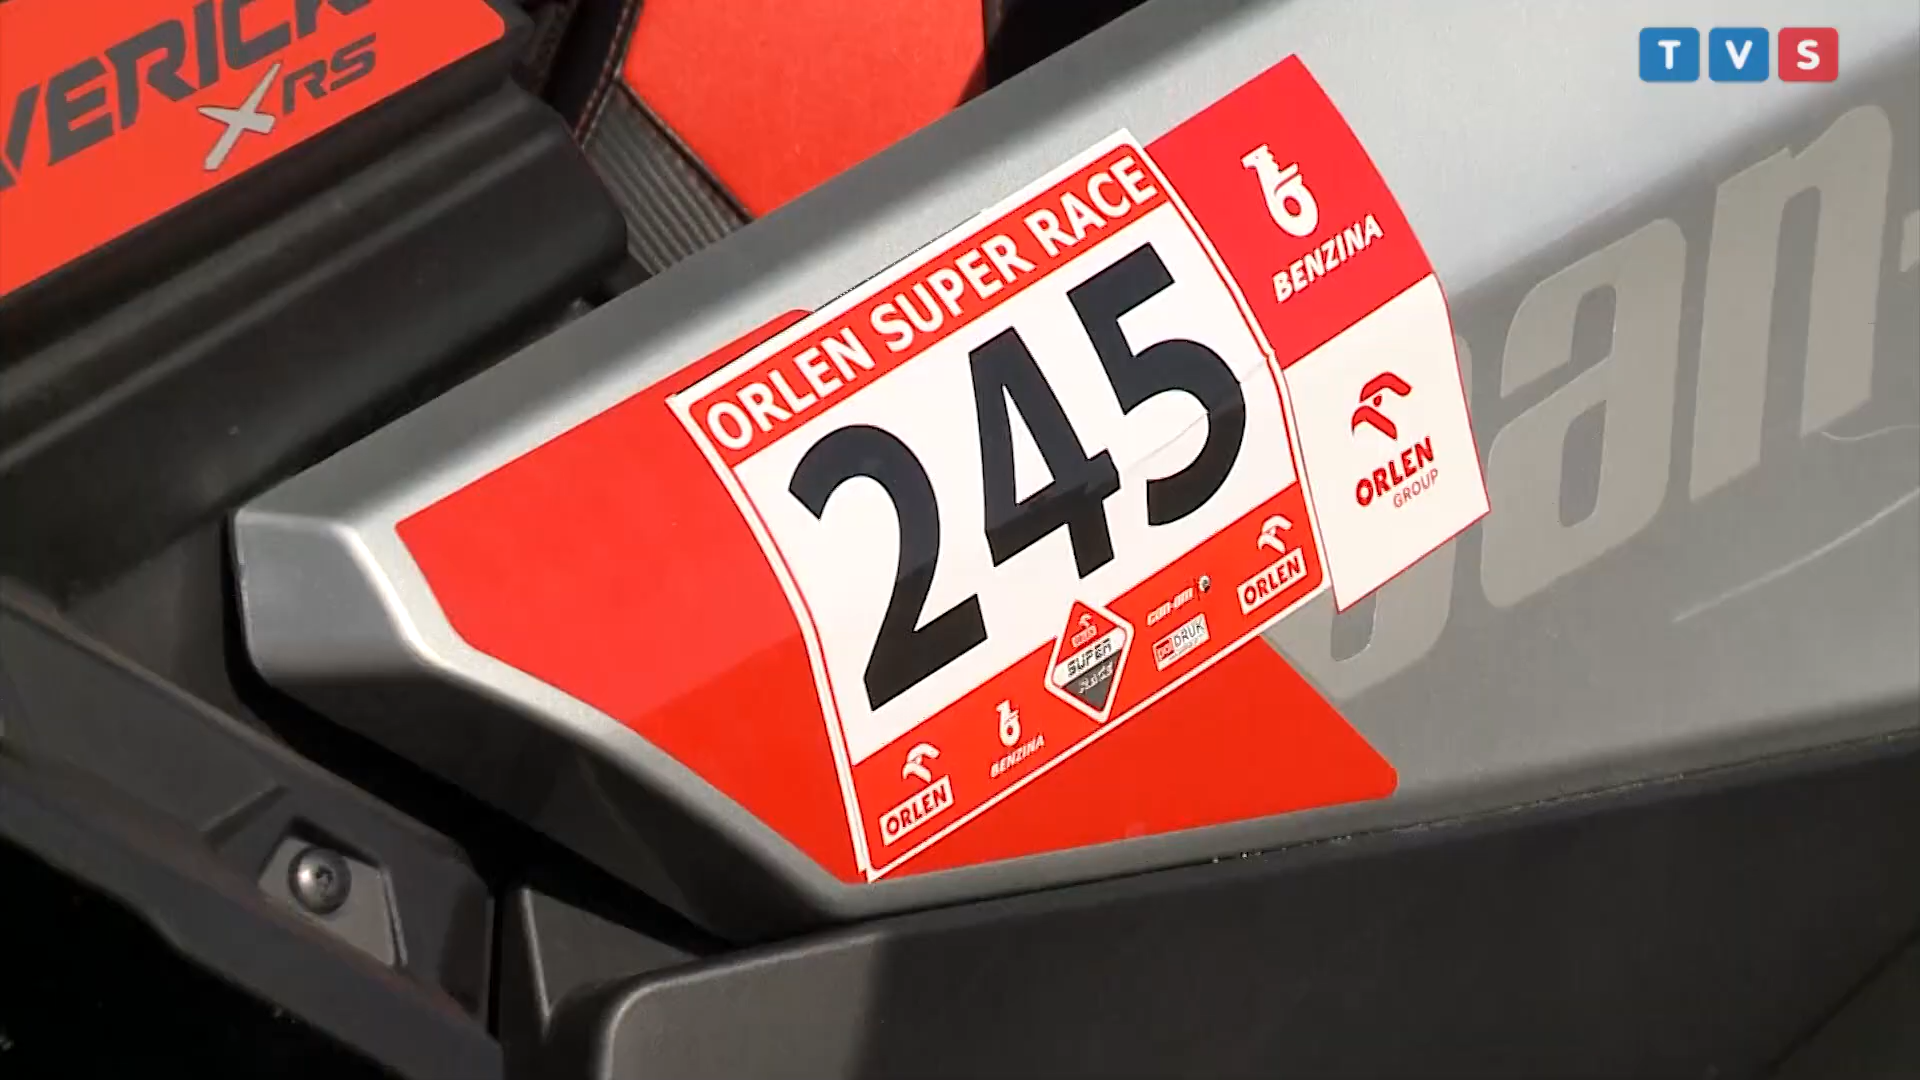 VERICK
X RS
TVS
ORLEN SUPER RACE
245
BENZINA
ORLEN
GROUP
can-
ORLEN
BENZINA
SUPER
can-am
DRUK
ORLEN